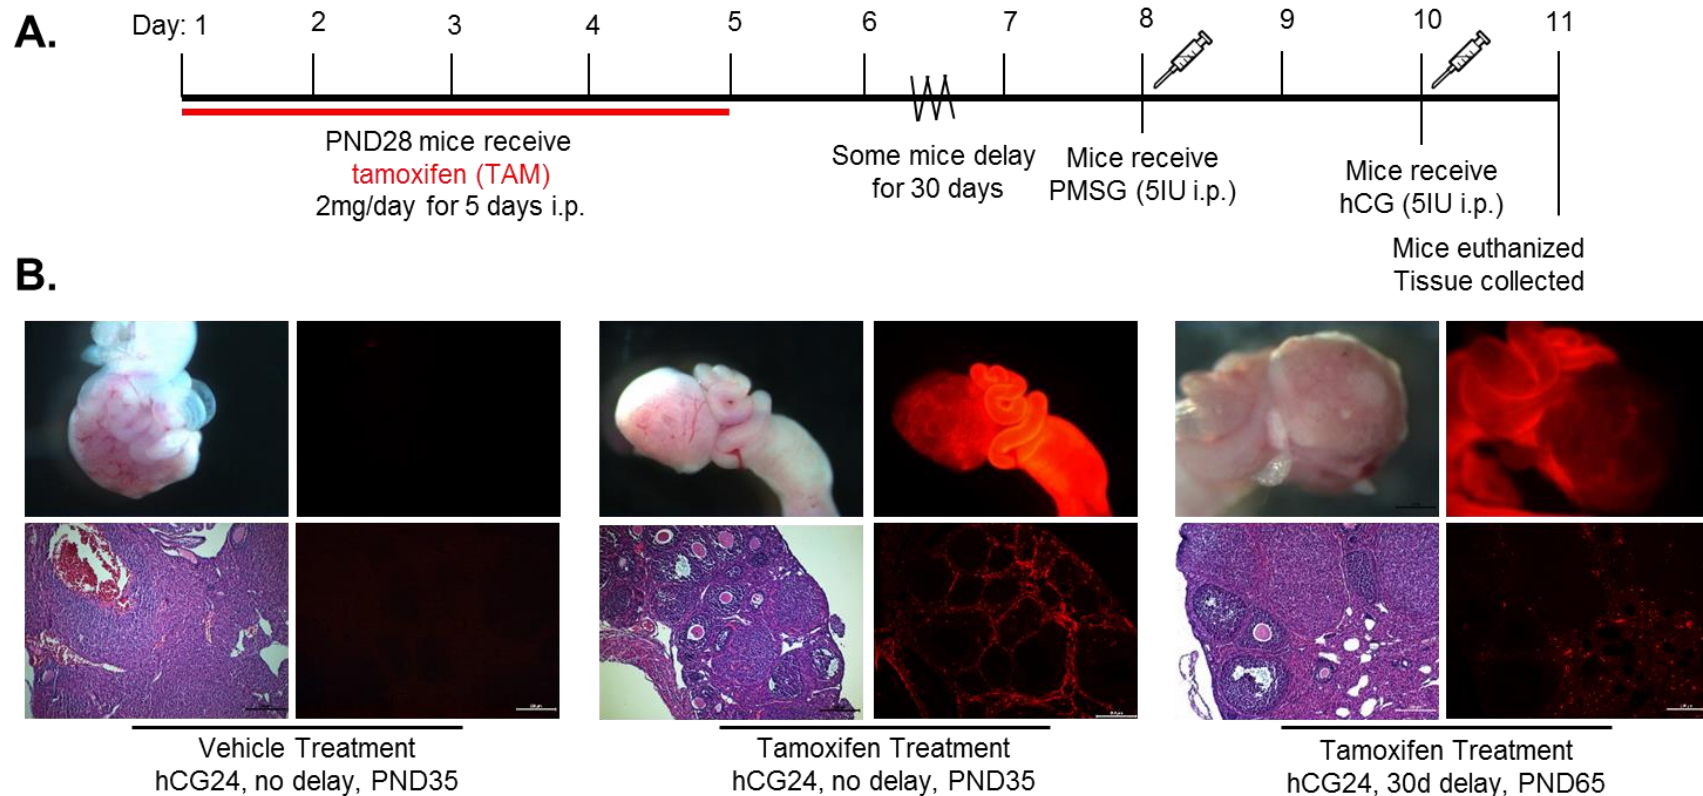 A.
Day: 1 2 3 4 5 6 7 8 9 10 11
PND28 mice receive
tamoxifen (TAM)
2mg/day for 5 days i.p.
Some mice delay
for 30 days
Mice receive
PMSG (5IU i.p.)
Mice receive
hCG (5IU i.p.)
Mice euthanized
Tissue collected
B.
Vehicle Treatment
hCG24, no delay, PND35
Tamoxifen Treatment
hCG24, no delay, PND35
Tamoxifen Treatment
hCG24, 30d delay, PND65